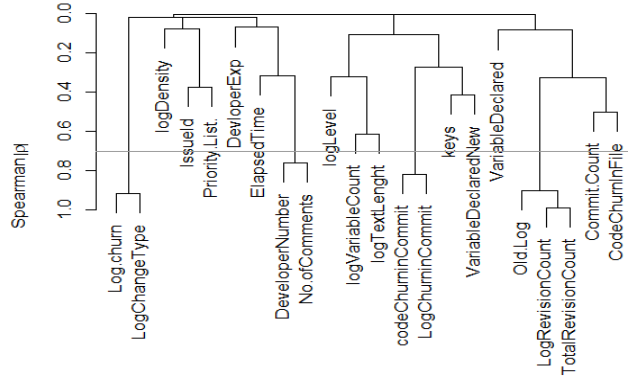 Spearman|ρ|
0.0
0.2
0.4
0.6
0.8
1.0
Log.churn
LogChangeType
logDensity
IssueId
Priority.List.
DevloperExp
ElapsedTime
DeveloperNumber
No.ofComments
logLevel
logVariableCount
logTextLenght
codeChurninCommit
LogChurninCommit
keys
VariableDeclaredNew
VariableDeclared
Old.Log
LogRevisionCount
TotalRevisionCount
Commit.Count
CodeChurnInFile